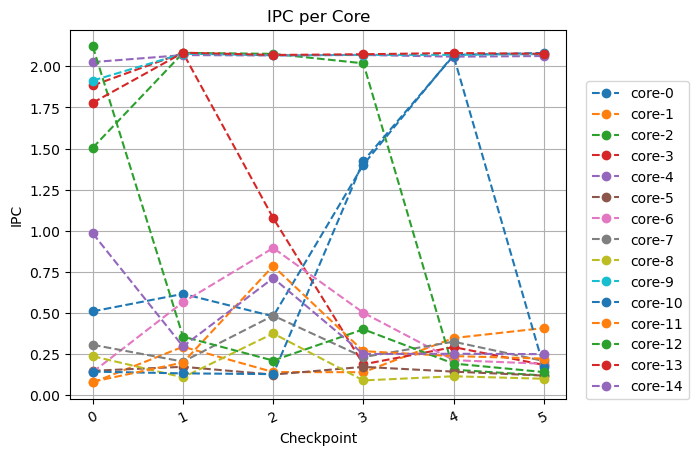 IPC per Core
IPC
2.00
1.75
1.50
1.25
1.00
0.75
0.50
0.25
0.00
0
1
2
3
4
5
Checkpoint
core-0
core-1
core-2
core-3
core-4
core-5
core-6
core-7
core-8
core-9
core-10
core-11
core-12
core-13
core-14